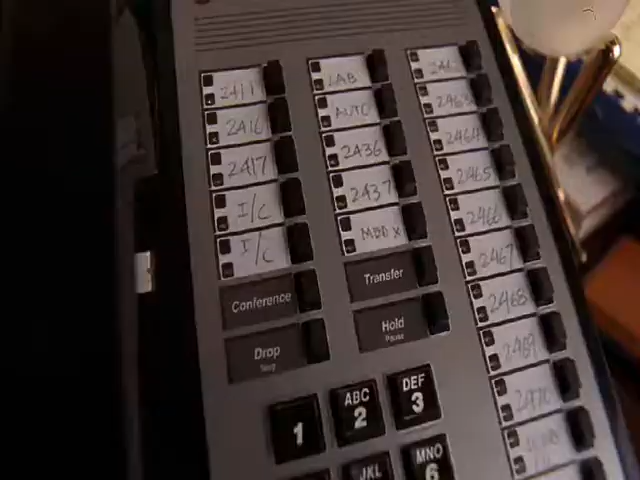 2411
2416
2417
I/C
I/C
Conference
Drop
LAB
AUTO
2436
2437
MBD X
Transfer
Hold
Pause
2463
2464
2465
2466
2467
2468
2469
1
ABC
2
DEF
3
JKL
MNO
6